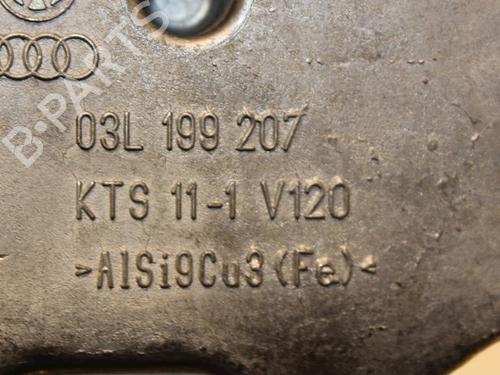 B-PARTS
03L 199 207
KTS 11-1 V120
>AlSi9Cu3(Fe)<